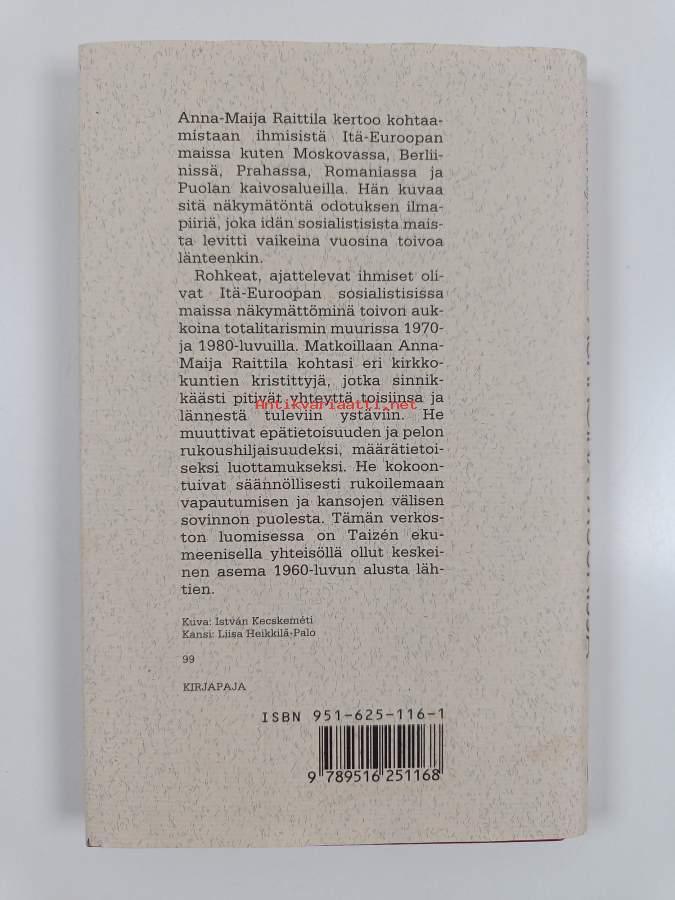 Anna-Maija Raittila kertoo kohtaa-
mistaan ihmisistä Itä-Euroopan
maissa kuten Moskovassa, Berlii-
nissä, Prahassa, Romaniassa ja
Puolan kaivosalueilla. Hän kuvaa
sitä näkymätöntä odotuksen ilma-
piiriä, joka idän sosialistisista mais-
ta levitti vaikeina vuosina toivoa
länteenkin.
Rohkeat, ajattelevat ihmiset oli-
vat Itä-Euroopan sosialistisissa
maissa näkymättöminä toivon auk-
koina totalitarismin muurissa 1970-
ja 1980-luvuilla. Matkoillaan Anna-
Maija Raittila kohtasi eri kirkko-
kuntien kristittyjä, jotka sinnik-
käästi pitivät yhteyttä toisiinsa ja
Antikvariaatti.net
lännestä tuleviin ystäviin. He
muuttivat epätietoisuuden ja pelon
rukoushiljaisuudeksi, määrätietoi-
seksi luottamukseksi. He kokoon-
tuivat säännöllisesti rukoilemaan
vapautumisen ja kansojen välisen
sovinnon puolesta. Tämän verkos-
ton luomisessa on Taizén eku-
meenisella yhteisöllä ollut keskei-
nen asema 1960-luvun alusta läh-
tien.
Kuva: István Kecskeméti
Kansi: Liisa Heikkilä-Palo
99
KIRJAPAJA
ISBN 951-625-116-1
9 789516 251168